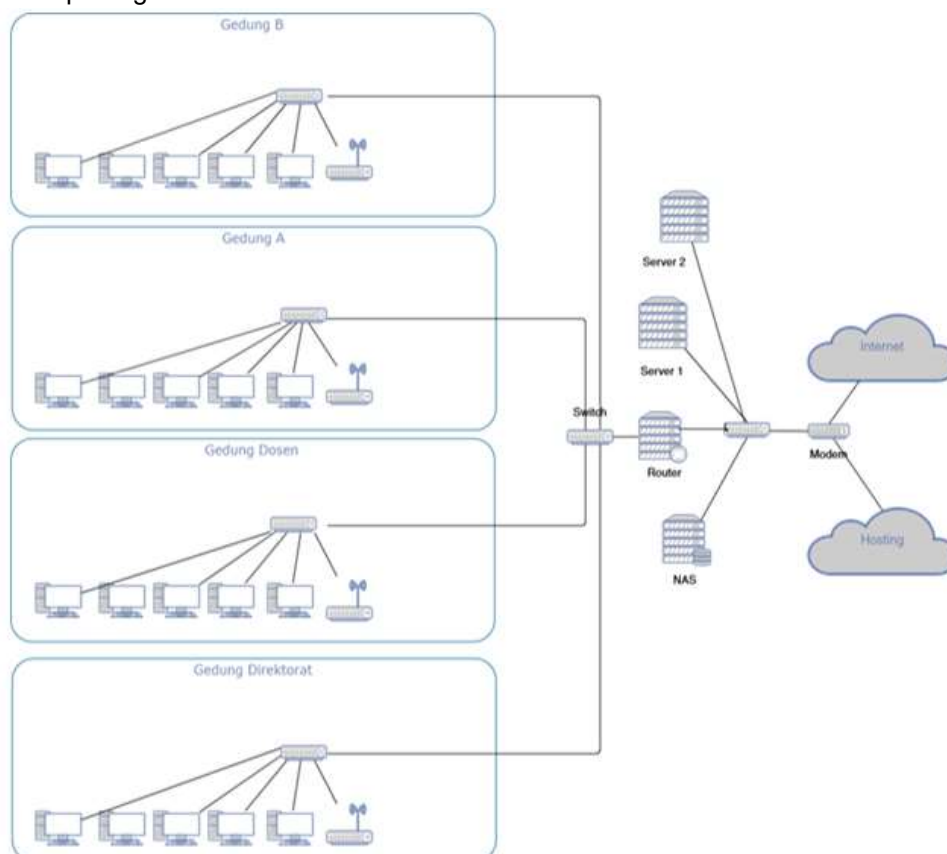 Gedung B
Gedung A
Gedung Dosen
Gedung Direktorat
Server 2
Server 1
Switch
Router
NAS
Modem
Internet
Hosting